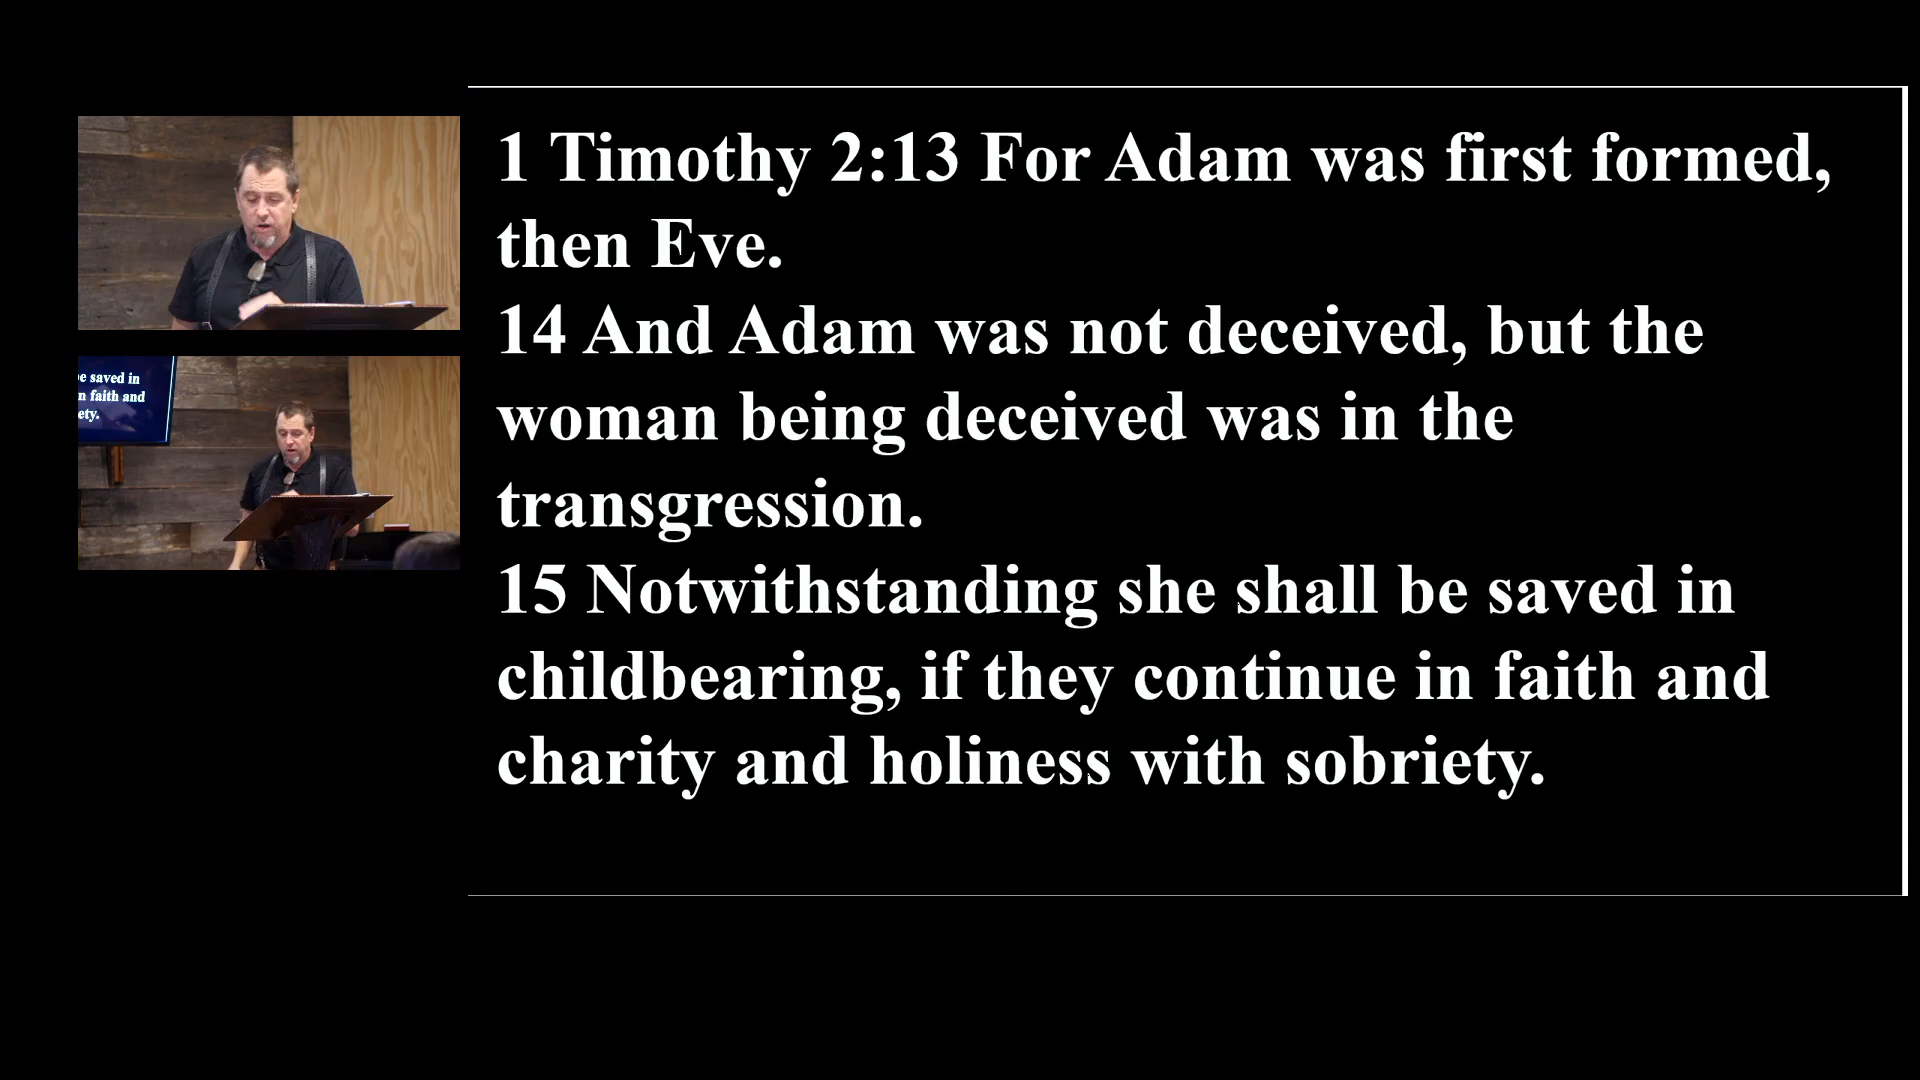 1 Timothy 2:13 For Adam was first formed,
then Eve.
14 And Adam was not deceived, but the
woman being deceived was in the
transgression.
15 Notwithstanding she shall be saved in
childbearing, if they continue in faith and
charity and holiness with sobriety.
e saved in
n faith and
ety.